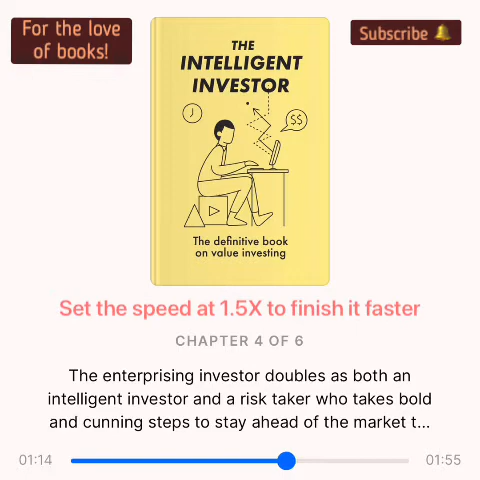 For the love
of books!
Subscribe 🔔
THE
INTELLIGENT
INVESTOR
$$
The definitive book
on value investing
Set the speed at 1.5X to finish it faster
CHAPTER 4 OF 6
The enterprising investor doubles as both an
intelligent investor and a risk taker who takes bold
and cunning steps to stay ahead of the market t...
01:14
01:55